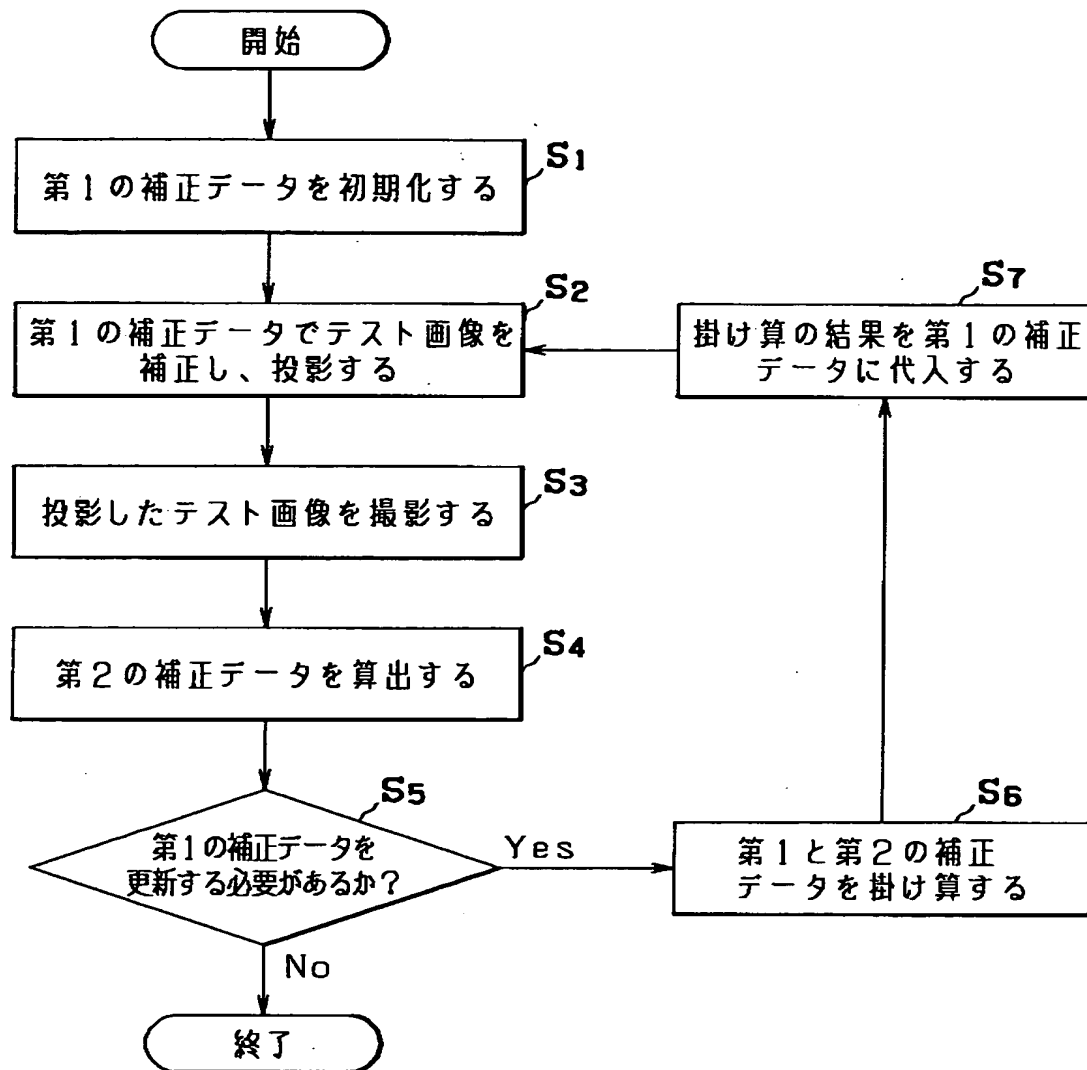 開始
S1
第1の補正データを初期化する
S2
第1の補正データでテスト画像を
補正し、投影する
S3
投影したテスト画像を撮影する
S4
第2の補正データを算出する
S5
第1の補正データを
更新する必要があるか?
Yes
No
S6
第1と第2の補正
データを掛け算する
S7
掛け算の結果を第1の補正
データに代入する
終了